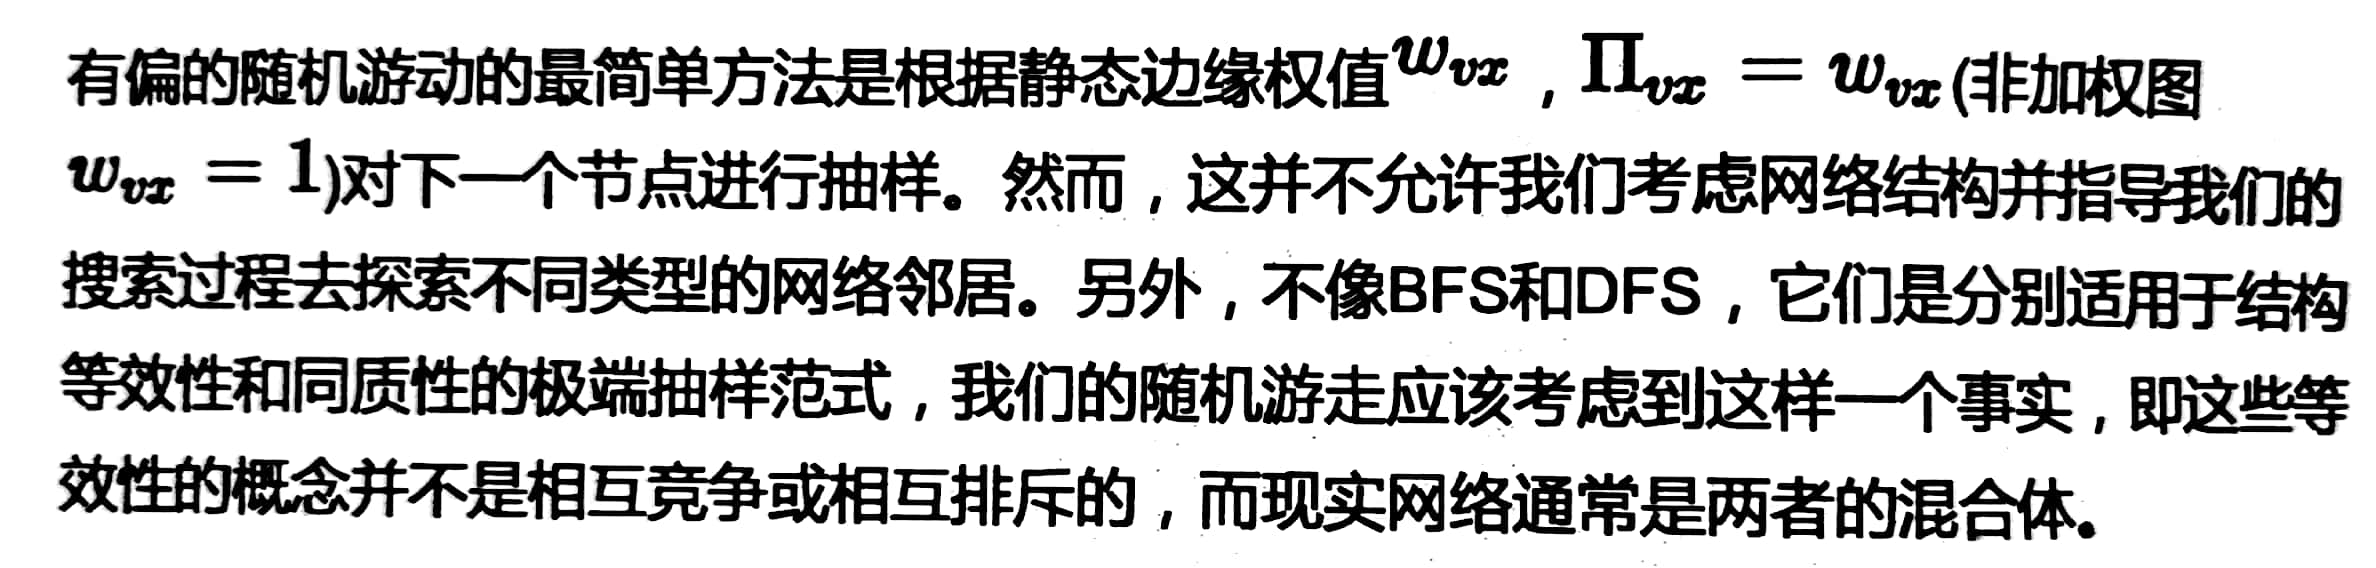 有偏的随机游动的最简单方法是根据静态边缘权值w_{vx}，Π_{vx} = w_{vx}(非加权图
w_{vx} = 1)对下一个节点进行抽样。然而，这并不允许我们考虑网络结构并指导我们的
搜索过程去探索不同类型的网络邻居。另外，不像BFS和DFS，它们是分别适用于结构
等效性和同质性的极端抽样范式，我们的随机游走应该考虑到这样一个事实，即这些等
效性的概念并不是相互竞争或相互排斥的，而现实网络通常是两者的混合体。